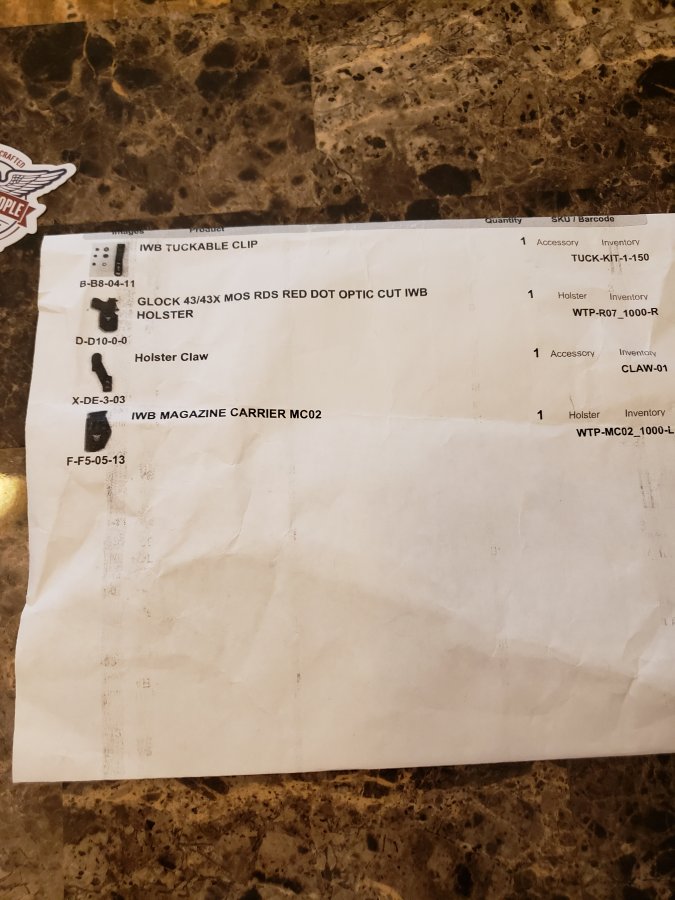 CRAFTED
OPLE
Images Product Quantity SKU / Barcode
IWB TUCKABLE CLIP 1 Accessory Inventory
TUCK-KIT-1-150
B-B8-04-11
GLOCK 43/43X MOS RDS RED DOT OPTIC CUT IWB 1 Holster Inventory
HOLSTER WTP-R07_1000-R
D-D10-0-0
Holster Claw 1 Accessory Inventory
CLAW-01
X-DE-3-03
IWB MAGAZINE CARRIER MC02 1 Holster Inventory
WTP-MC02_1000-L
F-F5-05-13